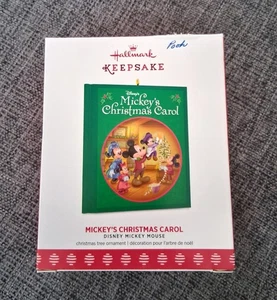 Hallmark
Pooh
KEEPSAKE
Disney's
Mickey's
Christmas Carol
MICKEY'S CHRISTMAS CAROL
DISNEY MICKEY MOUSE
christmas tree ornament | décoration pour l'arbre de noël